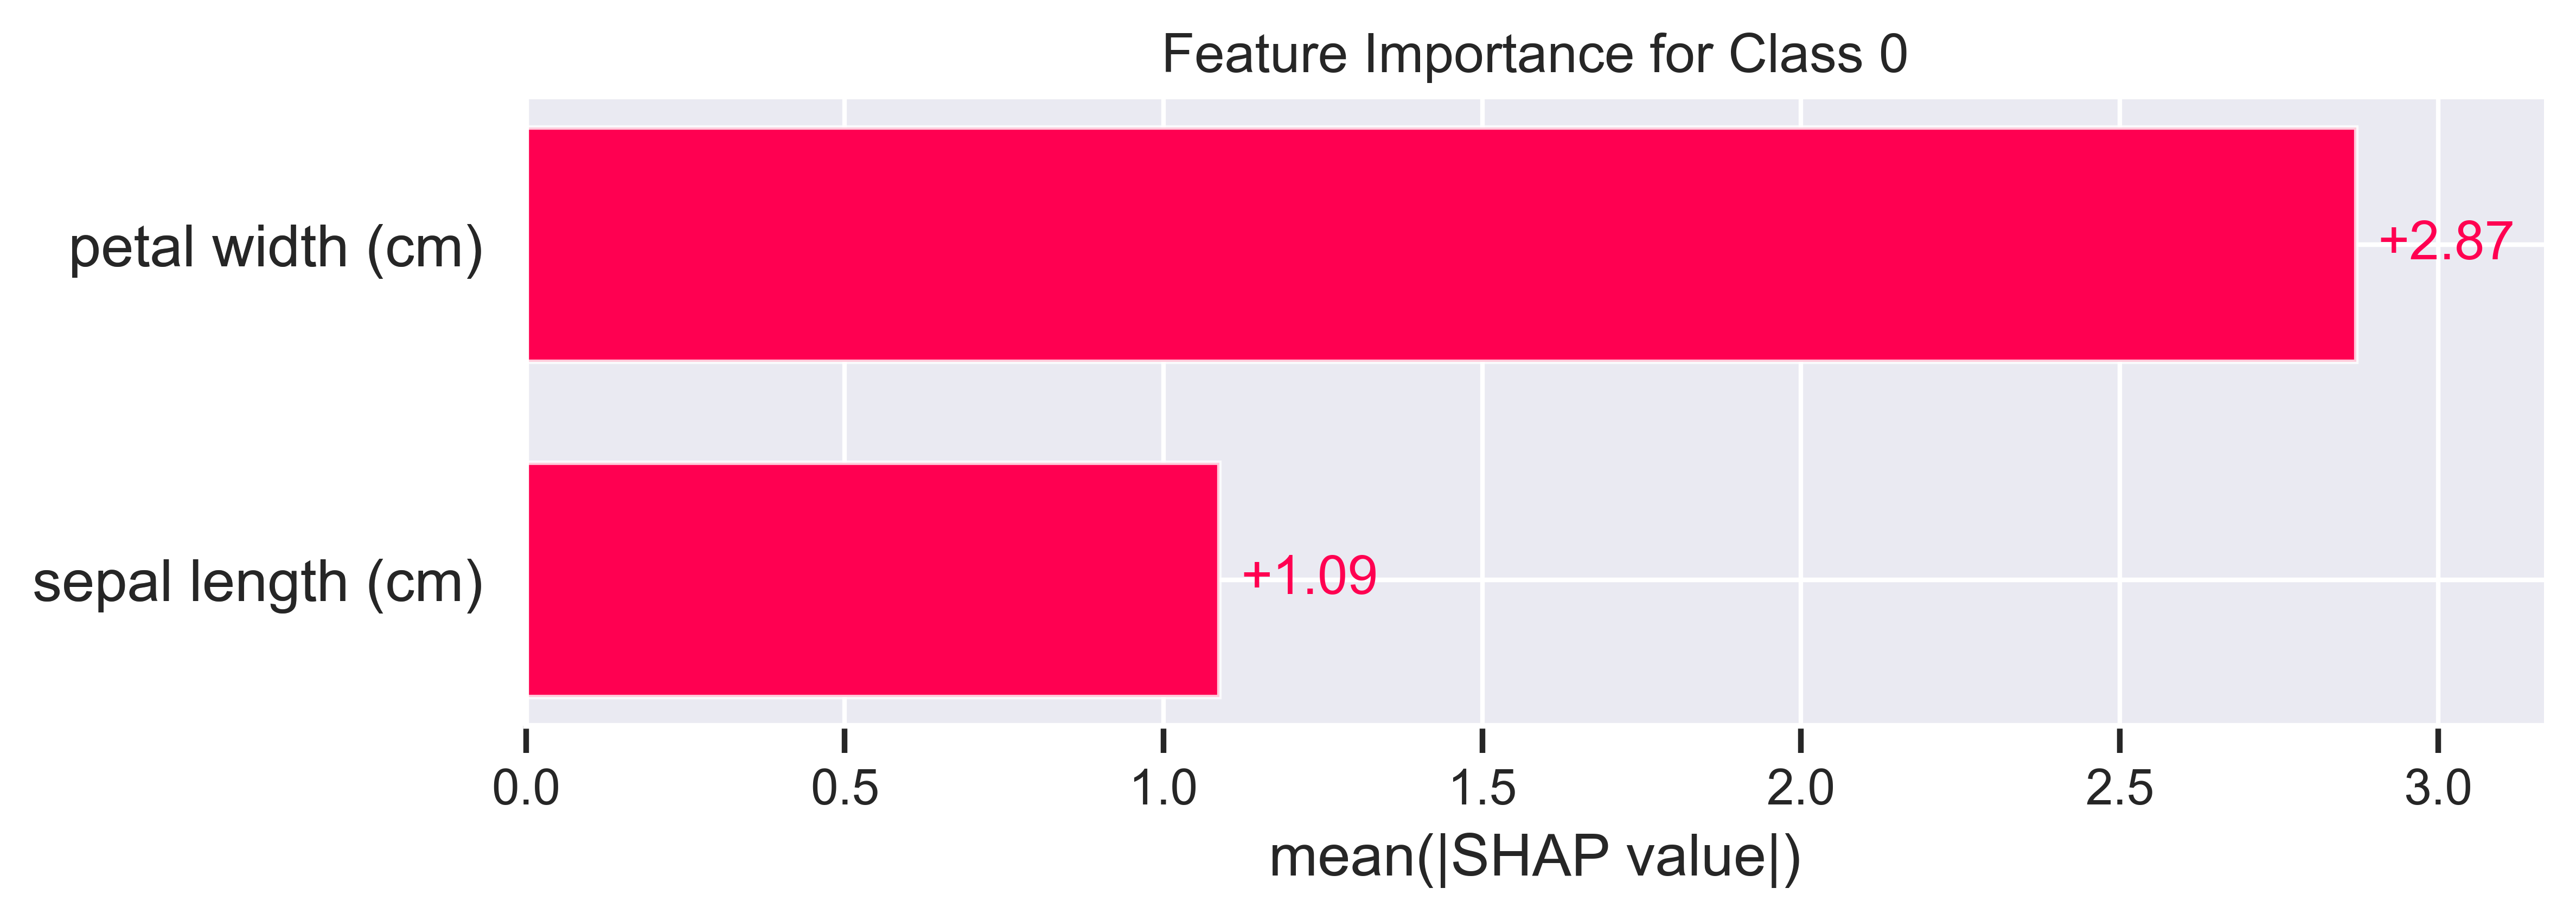 Feature Importance for Class 0
petal width (cm)
+2.87
sepal length (cm)
+1.09
0.0 0.5 1.0 1.5 2.0 2.5 3.0
mean(|SHAP value|)